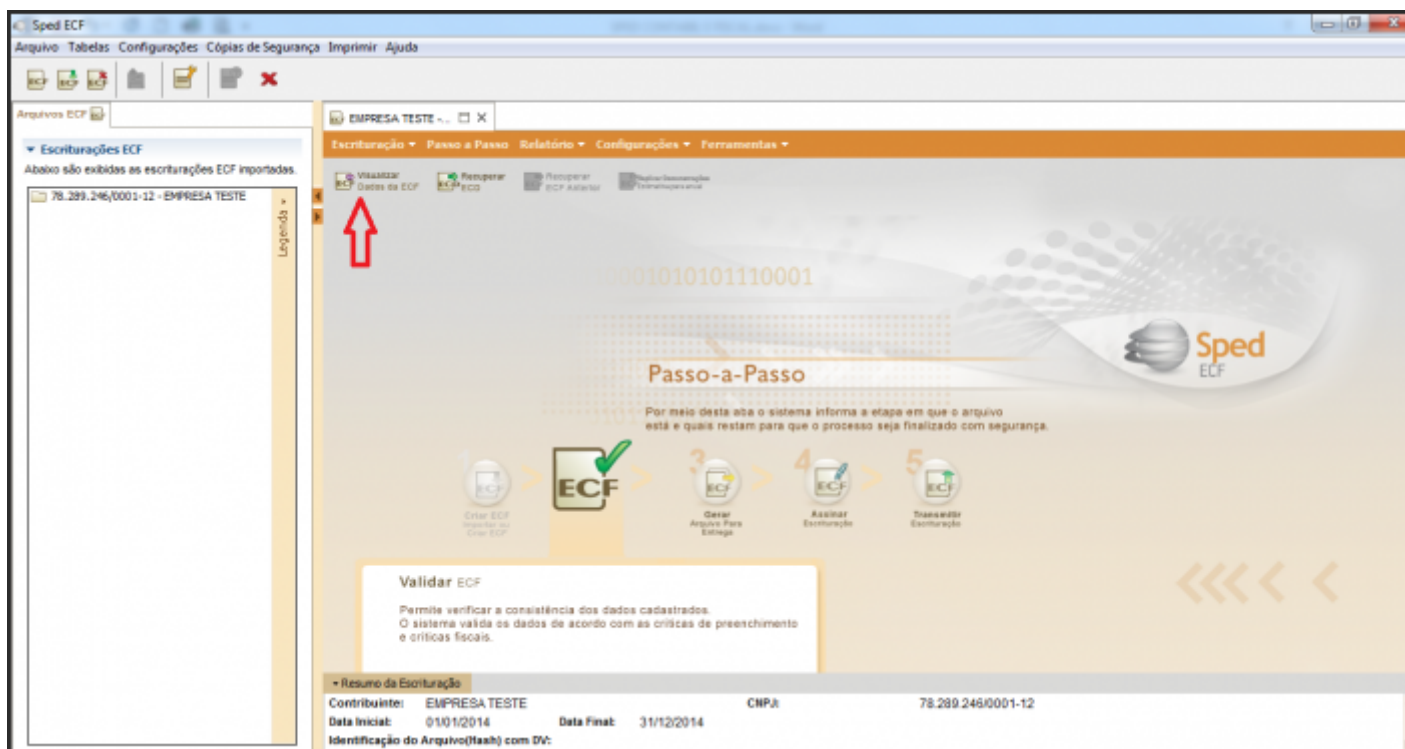 Sped ECF
Arquivo Tabelas Configurações Cópias de Segurança Imprimir Ajuda
Arquivos ECF
Escriturações ECF
Abaixo são exibidas as escriturações ECF importadas.
78.289.246/0001-12 - EMPRESA TESTE
Legenda
EMPRESA TESTE -...
Escrituração Passo a Passo Relatório Configurações Ferramentas
Visualizar
Dados da ECF
Recuperar
ECD
Recuperar
ECF Anterior
0001010101110001
Sped
ECF
Passo-a-Passo
Por meio desta aba o sistema informa a etapa em que o arquivo
está e quais restam para que o processo seja finalizado com segurança.
1
ECF
Criar ECF
Importar ou
Criar ECF
ECF
3
ECF
Gerar
Arquivo Para
Entrega
4
ECF
Assinar
Escrituração
5
ECF
Transmitir
Escrituração
Validar ECF
Permite verificar a consistência dos dados cadastrados.
O sistema valida os dados de acordo com as críticas de preenchimento
e críticas fiscais.
Resumo da Escrituração
Contribuinte: EMPRESA TESTE CNPJ: 78.289.246/0001-12
Data Inicial: 01/01/2014 Data Final: 31/12/2014
Identificação do Arquivo(Hash) com DV: